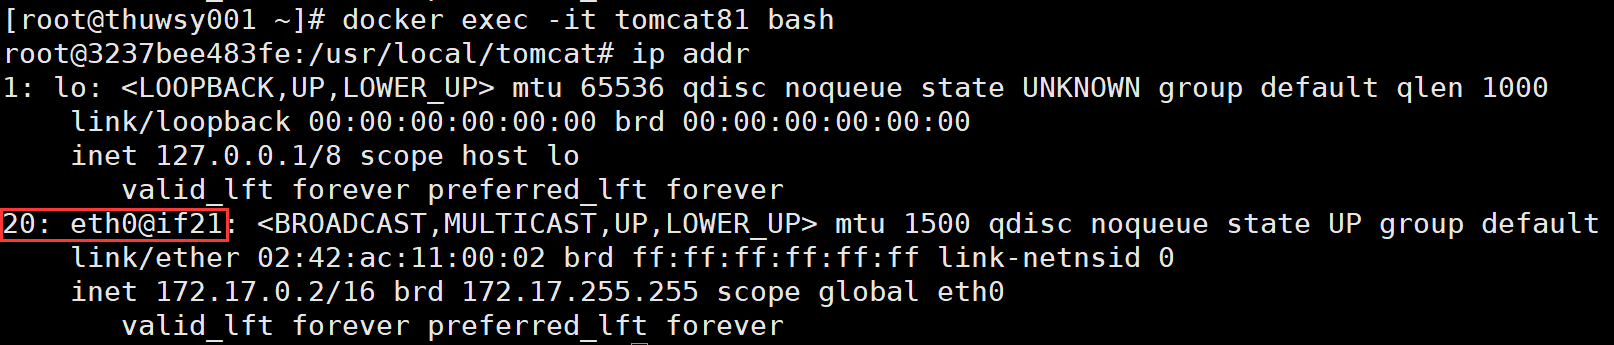 [root@thuwsy001 ~]# docker exec -it tomcat81 bash
root@3237bee483fe:/usr/local/tomcat# ip addr
1: lo: <LOOPBACK,UP,LOWER_UP> mtu 65536 qdisc noqueue state UNKNOWN group default qlen 1000
    link/loopback 00:00:00:00:00:00 brd 00:00:00:00:00:00
    inet 127.0.0.1/8 scope host lo
       valid_lft forever preferred_lft forever
20: eth0@if21: <BROADCAST,MULTICAST,UP,LOWER_UP> mtu 1500 qdisc noqueue state UP group default
    link/ether 02:42:ac:11:00:02 brd ff:ff:ff:ff:ff:ff link-netnsid 0
    inet 172.17.0.2/16 brd 172.17.255.255 scope global eth0
       valid_lft forever preferred_lft forever